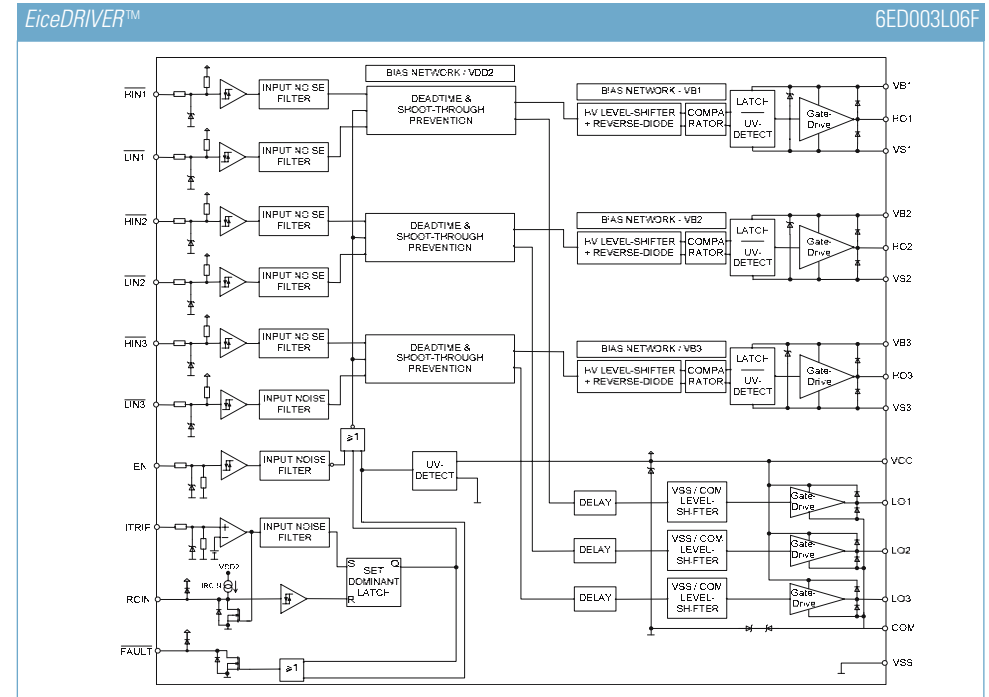 EiceDRIVER™ 6ED003L06F
BIAS NETWORK / VDD2
HIN1
INPUT NOISE
FILTER
DEADTIME &
SHOOT-THROUGH
PREVENTION
BIAS NETWORK - VB1
HV LEVEL-SHIFTER
+ REVERSE-DIODE
COMPA
RATOR
LATCH
UV-
DETECT
Gate-
Drive
VB1
HO1
VS1
LIN1
INPUT NOISE
FILTER
HIN2
INPUT NOISE
FILTER
DEADTIME &
SHOOT-THROUGH
PREVENTION
BIAS NETWORK - VB2
HV LEVEL-SHIFTER
+ REVERSE-DIODE
COMPA
RATOR
LATCH
UV-
DETECT
Gate-
Drive
VB2
HO2
VS2
LIN2
INPUT NOISE
FILTER
HIN3
INPUT NOISE
FILTER
DEADTIME &
SHOOT-THROUGH
PREVENTION
BIAS NETWORK / VB3
HV LEVEL-SHIFTER
+ REVERSE-DIODE
COMPA
RATOR
LATCH
UV-
DETECT
Gate-
Drive
VB3
HO3
VS3
LIN3
INPUT NOISE
FILTER
≥1
EN
INPUT NOISE
FILTER
UV-
DETECT
VCC
DELAY
VSS / COM
LEVEL-
SHIFTER
Gate-
Drive
LO1
ITRIP
+
−
INPUT NOISE
FILTER
DELAY
VSS / COM
LEVEL-
SHIFTER
Gate-
Drive
LO2
VDD2
IRCIN
S Q
SET
DOMINANT
LATCH
R
RCIN
DELAY
VSS / COM
LEVEL-
SHIFTER
Gate-
Drive
LO3
COM
FAULT
≥1
VSS